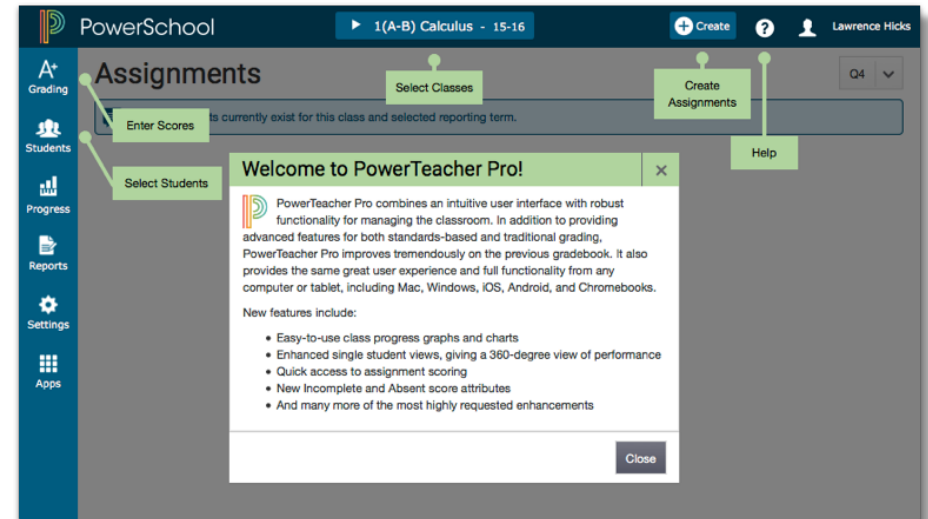 PowerSchool
1(A-B) Calculus - 15-16
Create
?
Lawrence Hicks
A+
Grading
Assignments
Select Classes
Create
Assignments
Q4
Enter Scores
ts currently exist for this class and selected reporting term.
Help
Students
Select Students
Progress
Reports
Settings
Apps
Welcome to PowerTeacher Pro!
PowerTeacher Pro combines an intuitive user interface with robust
functionality for managing the classroom. In addition to providing
advanced features for both standards-based and traditional grading,
PowerTeacher Pro improves tremendously on the previous gradebook. It also
provides the same great user experience and full functionality from any
computer or tablet, including Mac, Windows, iOS, Android, and Chromebooks.
New features include:
• Easy-to-use class progress graphs and charts
• Enhanced single student views, giving a 360-degree view of performance
• Quick access to assignment scoring
• New Incomplete and Absent score attributes
• And many more of the most highly requested enhancements
Close